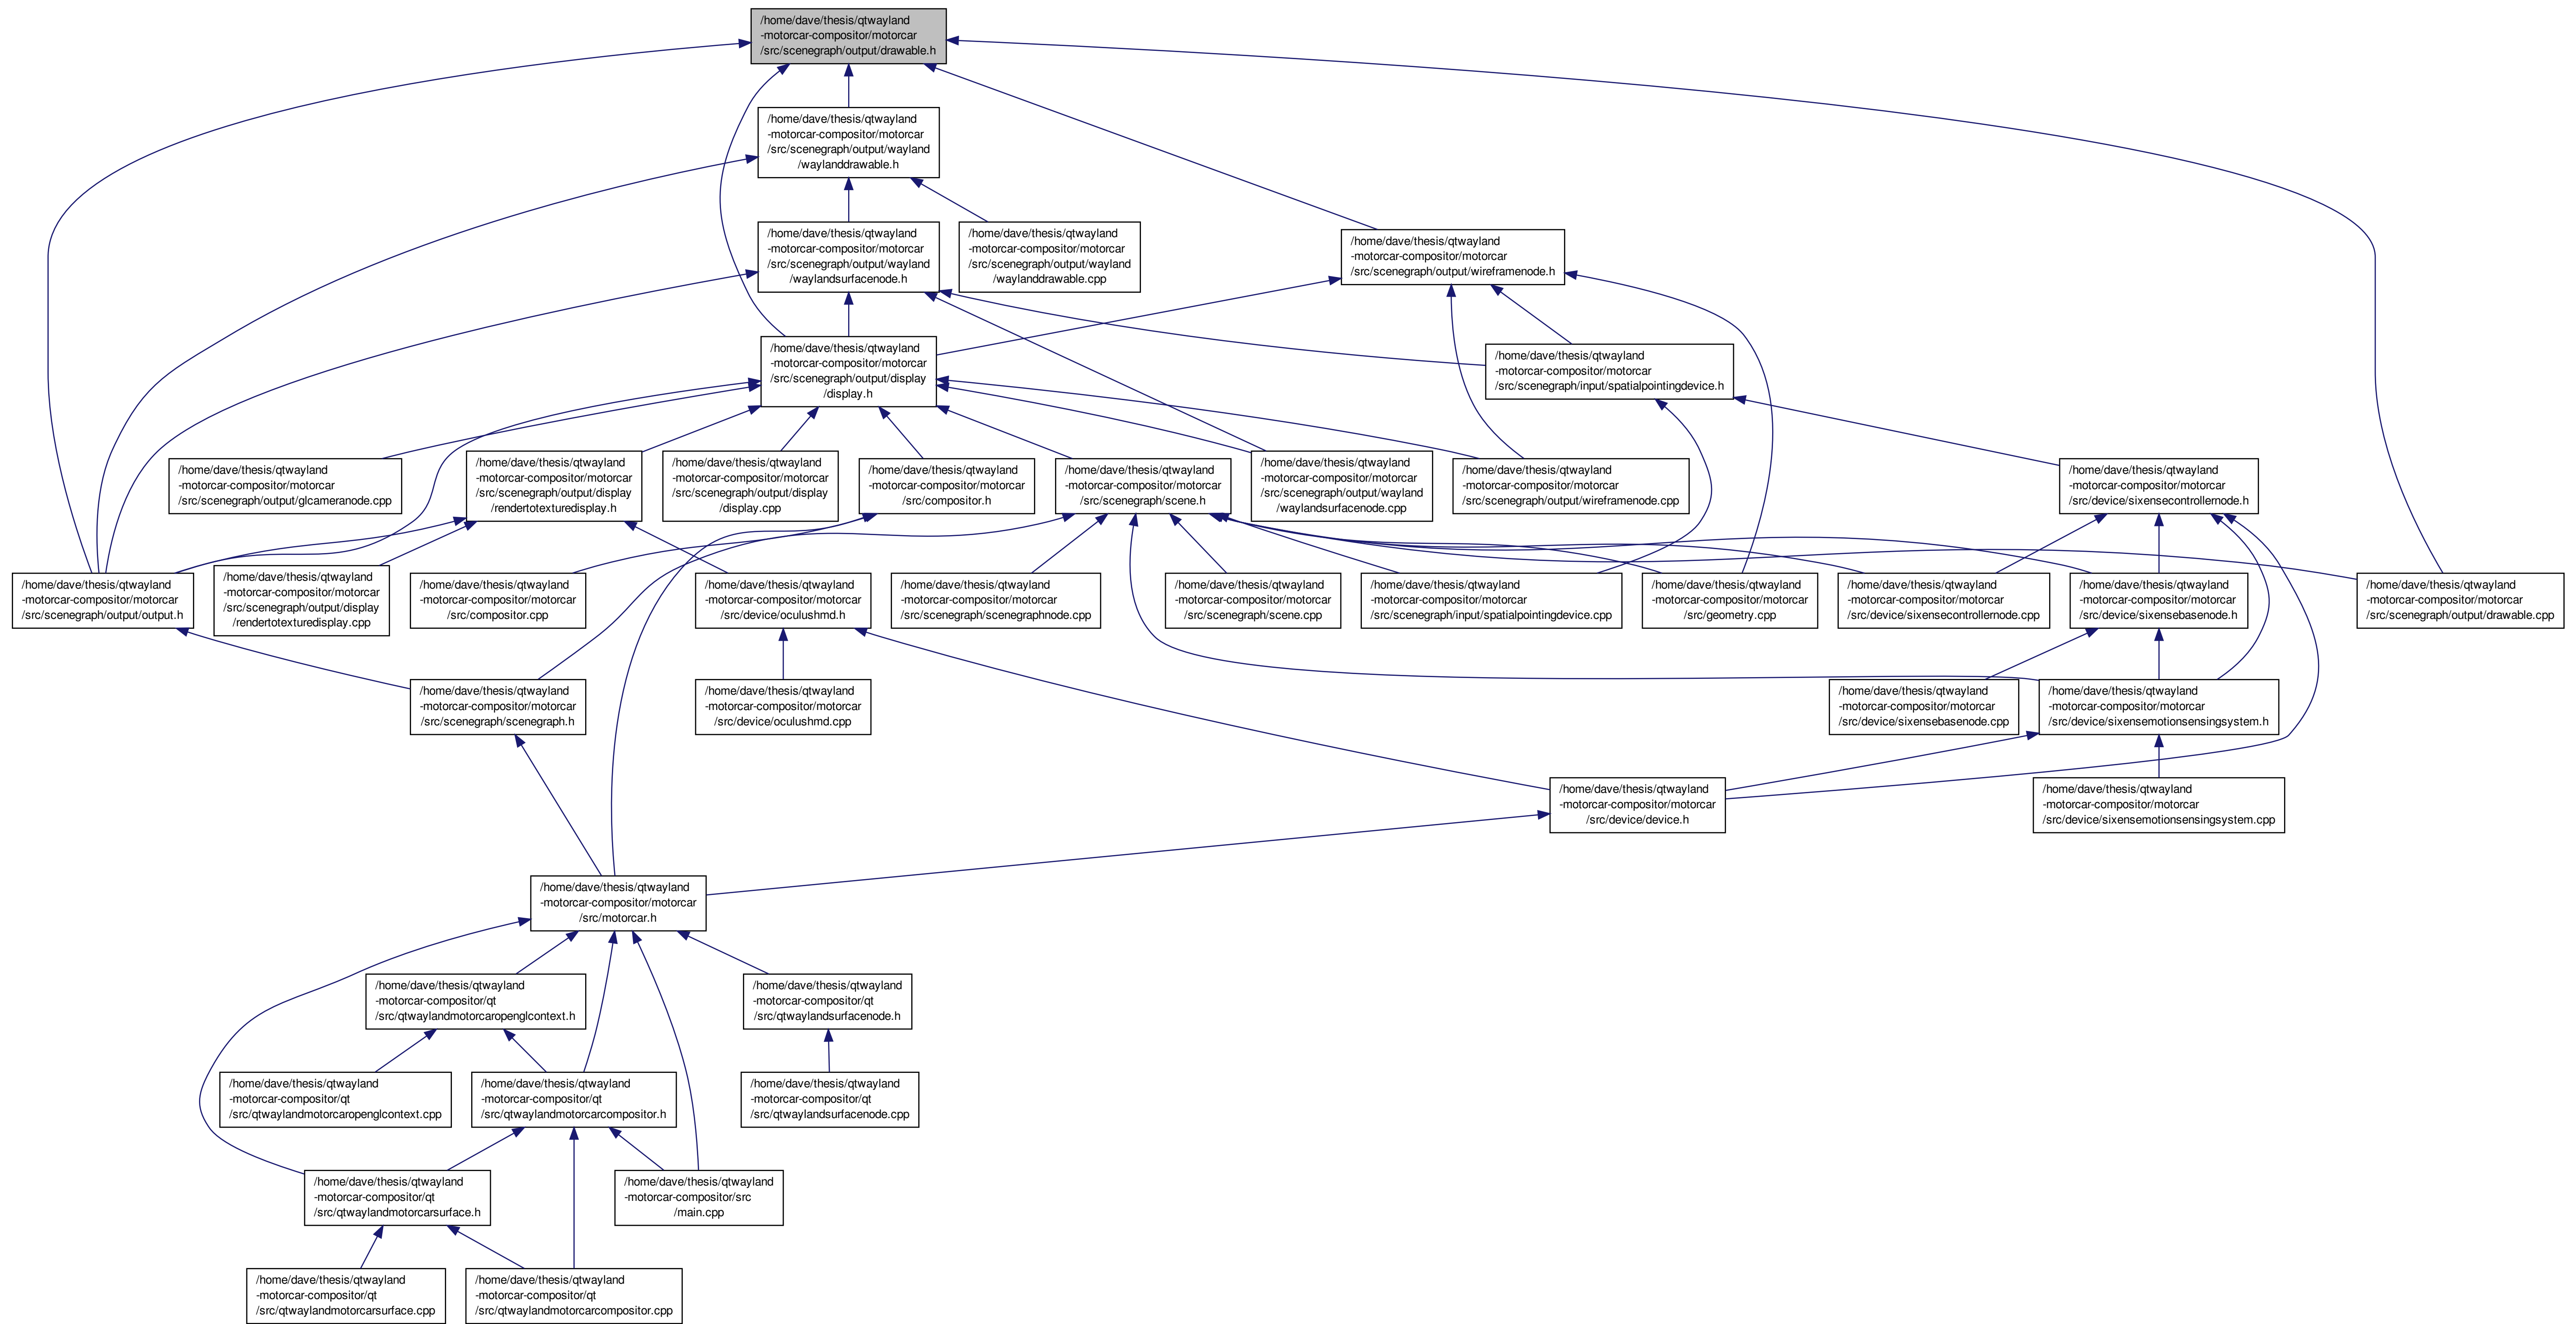 /home/dave/thesis/qtwayland
-motorcar-compositor/motorcar
/src/scenegraph/output/drawable.h
/home/dave/thesis/qtwayland
-motorcar-compositor/motorcar
/src/scenegraph/output/wayland
/waylanddrawable.h
/home/dave/thesis/qtwayland
-motorcar-compositor/motorcar
/src/scenegraph/output/wayland
/waylandsurfacenode.h
/home/dave/thesis/qtwayland
-motorcar-compositor/motorcar
/src/scenegraph/output/wayland
/waylanddrawable.cpp
/home/dave/thesis/qtwayland
-motorcar-compositor/motorcar
/src/scenegraph/output/wireframenode.h
/home/dave/thesis/qtwayland
-motorcar-compositor/motorcar
/src/scenegraph/output/display
/display.h
/home/dave/thesis/qtwayland
-motorcar-compositor/motorcar
/src/scenegraph/input/spatialpointingdevice.h
/home/dave/thesis/qtwayland
-motorcar-compositor/motorcar
/src/scenegraph/output/glcameranode.cpp
/home/dave/thesis/qtwayland
-motorcar-compositor/motorcar
/src/scenegraph/output/display
/rendertotexturedisplay.h
/home/dave/thesis/qtwayland
-motorcar-compositor/motorcar
/src/scenegraph/output/display
/display.cpp
/home/dave/thesis/qtwayland
-motorcar-compositor/motorcar
/src/compositor.h
/home/dave/thesis/qtwayland
-motorcar-compositor/motorcar
/src/scenegraph/scene.h
/home/dave/thesis/qtwayland
-motorcar-compositor/motorcar
/src/scenegraph/output/wayland
/waylandsurfacenode.cpp
/home/dave/thesis/qtwayland
-motorcar-compositor/motorcar
/src/scenegraph/output/wireframenode.cpp
/home/dave/thesis/qtwayland
-motorcar-compositor/motorcar
/src/device/sixensecontrollernode.h
/home/dave/thesis/qtwayland
-motorcar-compositor/motorcar
/src/scenegraph/output/output.h
/home/dave/thesis/qtwayland
-motorcar-compositor/motorcar
/src/scenegraph/output/display
/rendertotexturedisplay.cpp
/home/dave/thesis/qtwayland
-motorcar-compositor/motorcar
/src/compositor.cpp
/home/dave/thesis/qtwayland
-motorcar-compositor/motorcar
/src/device/oculushmd.h
/home/dave/thesis/qtwayland
-motorcar-compositor/motorcar
/src/scenegraph/scenegraphnode.cpp
/home/dave/thesis/qtwayland
-motorcar-compositor/motorcar
/src/scenegraph/scene.cpp
/home/dave/thesis/qtwayland
-motorcar-compositor/motorcar
/src/scenegraph/input/spatialpointingdevice.cpp
/home/dave/thesis/qtwayland
-motorcar-compositor/motorcar
/src/geometry.cpp
/home/dave/thesis/qtwayland
-motorcar-compositor/motorcar
/src/device/sixensecontrollernode.cpp
/home/dave/thesis/qtwayland
-motorcar-compositor/motorcar
/src/device/sixensebasenode.h
/home/dave/thesis/qtwayland
-motorcar-compositor/motorcar
/src/scenegraph/output/drawable.cpp
/home/dave/thesis/qtwayland
-motorcar-compositor/motorcar
/src/scenegraph/scenegraph.h
/home/dave/thesis/qtwayland
-motorcar-compositor/motorcar
/src/device/oculushmd.cpp
/home/dave/thesis/qtwayland
-motorcar-compositor/motorcar
/src/device/sixensebasenode.cpp
/home/dave/thesis/qtwayland
-motorcar-compositor/motorcar
/src/device/sixensemotionsensingsystem.h
/home/dave/thesis/qtwayland
-motorcar-compositor/motorcar
/src/device/device.h
/home/dave/thesis/qtwayland
-motorcar-compositor/motorcar
/src/device/sixensemotionsensingsystem.cpp
/home/dave/thesis/qtwayland
-motorcar-compositor/motorcar
/src/motorcar.h
/home/dave/thesis/qtwayland
-motorcar-compositor/qt
/src/qtwaylandmotorcaropenglcontext.h
/home/dave/thesis/qtwayland
-motorcar-compositor/qt
/src/qtwaylandsurfacenode.h
/home/dave/thesis/qtwayland
-motorcar-compositor/qt
/src/qtwaylandmotorcaropenglcontext.cpp
/home/dave/thesis/qtwayland
-motorcar-compositor/qt
/src/qtwaylandmotorcarcompositor.h
/home/dave/thesis/qtwayland
-motorcar-compositor/qt
/src/qtwaylandsurfacenode.cpp
/home/dave/thesis/qtwayland
-motorcar-compositor/qt
/src/qtwaylandmotorcarsurface.h
/home/dave/thesis/qtwayland
-motorcar-compositor/src
/main.cpp
/home/dave/thesis/qtwayland
-motorcar-compositor/qt
/src/qtwaylandmotorcarsurface.cpp
/home/dave/thesis/qtwayland
-motorcar-compositor/qt
/src/qtwaylandmotorcarcompositor.cpp